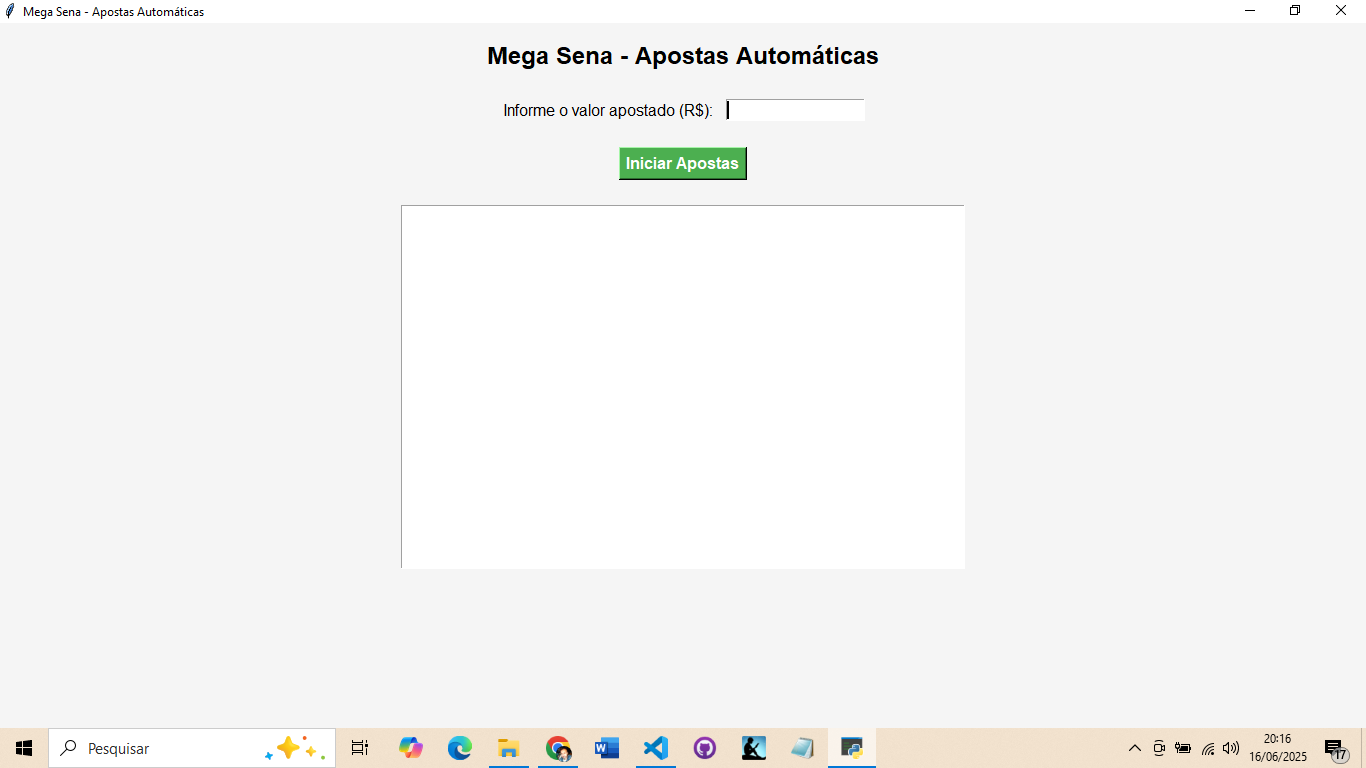 Mega Sena - Apostas Automáticas
Mega Sena - Apostas Automáticas
Informe o valor apostado (R$):
Iniciar Apostas
Pesquisar
20:16
16/06/2025
17